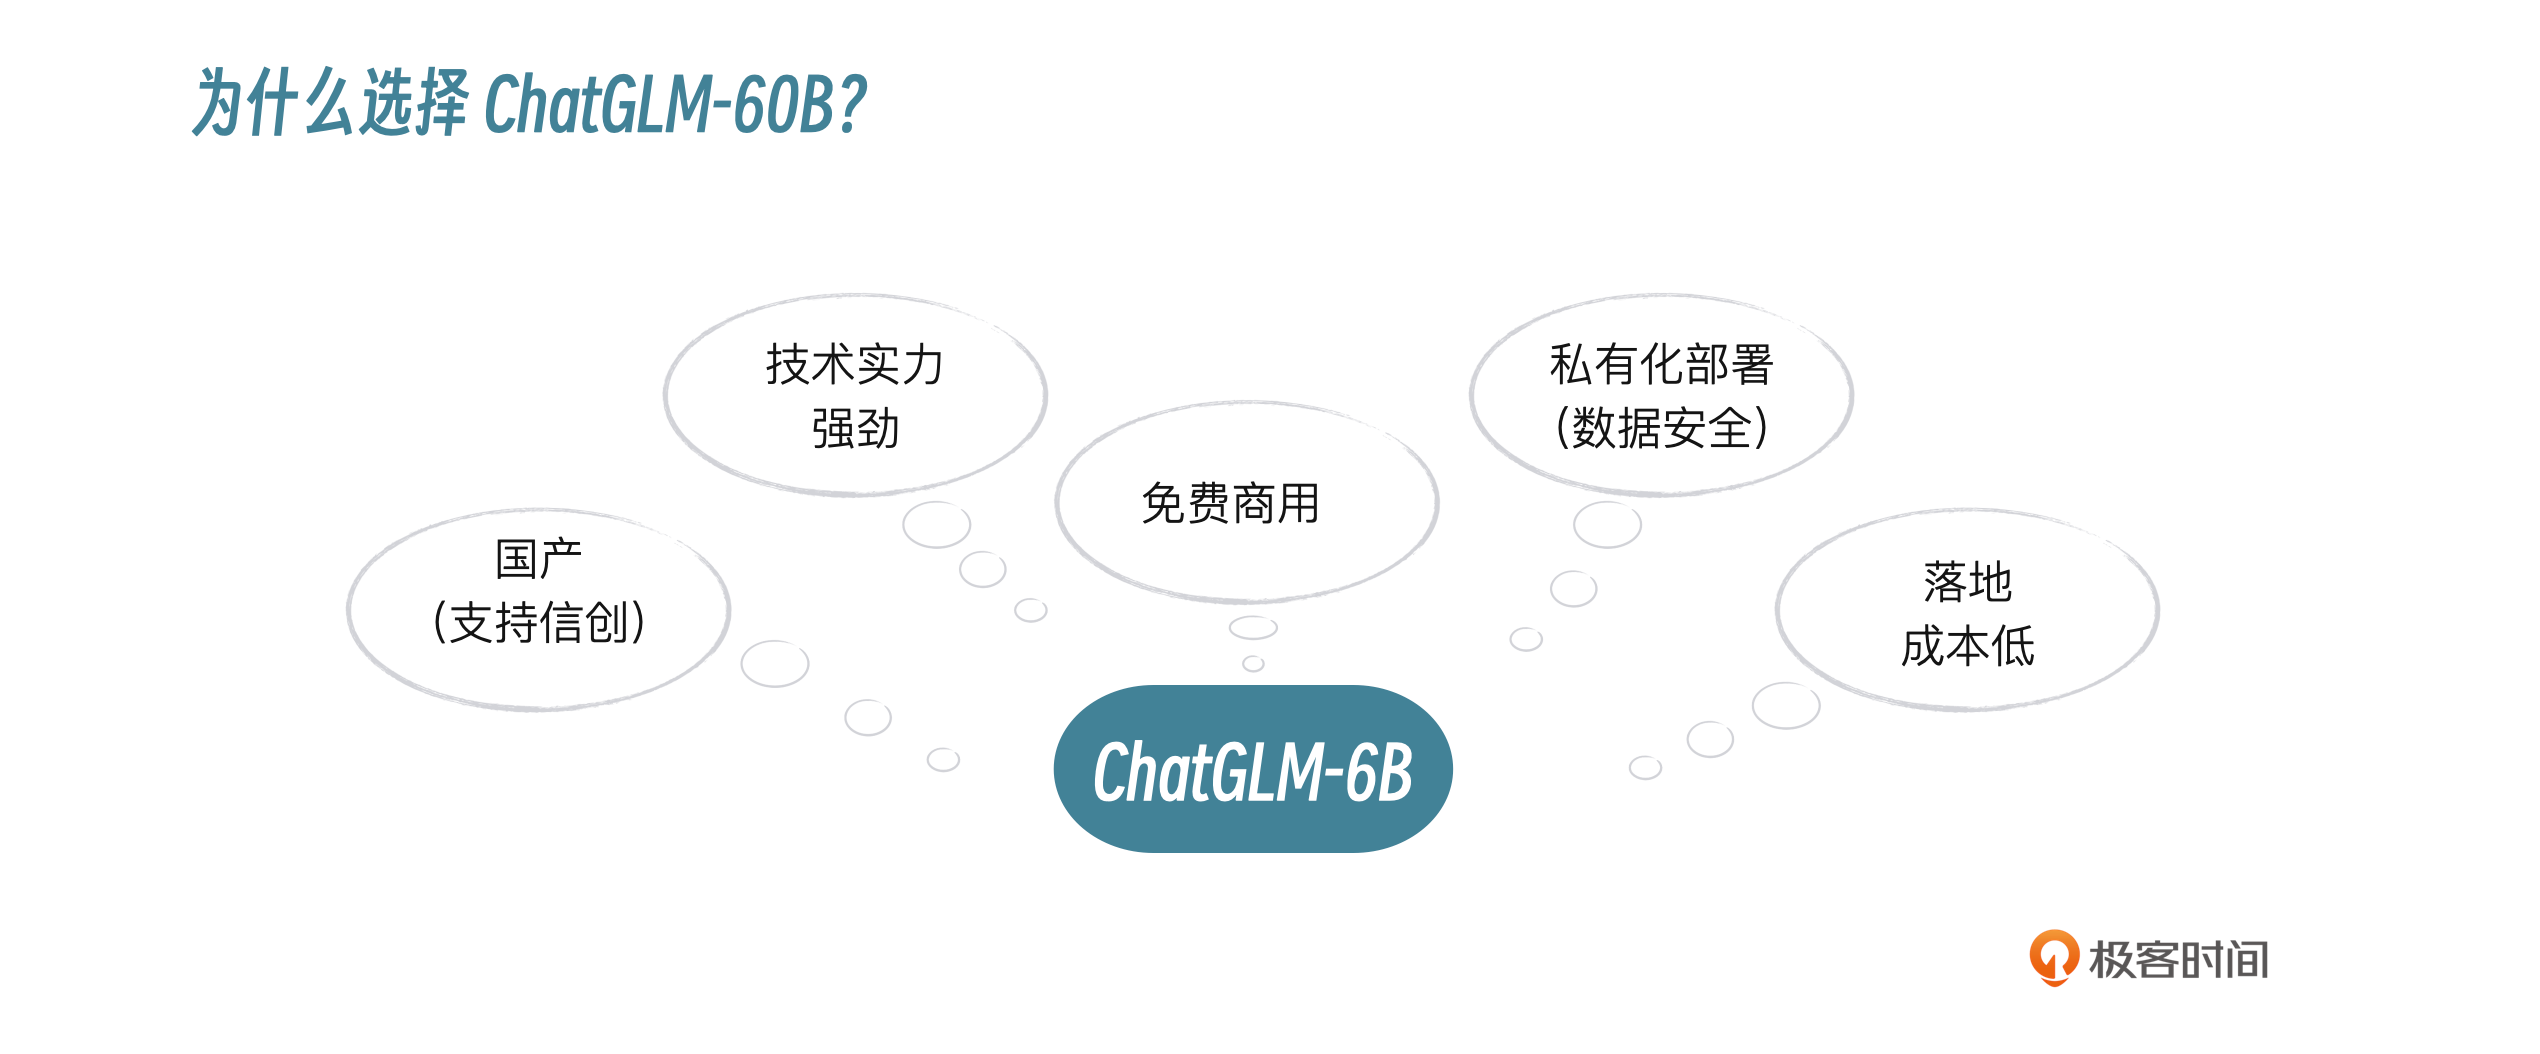 为什么选择 ChatGLM-60B?
技术实力
强劲
私有化部署
(数据安全)
免费商用
国产
(支持信创)
落地
成本低
ChatGLM-6B
极客时间